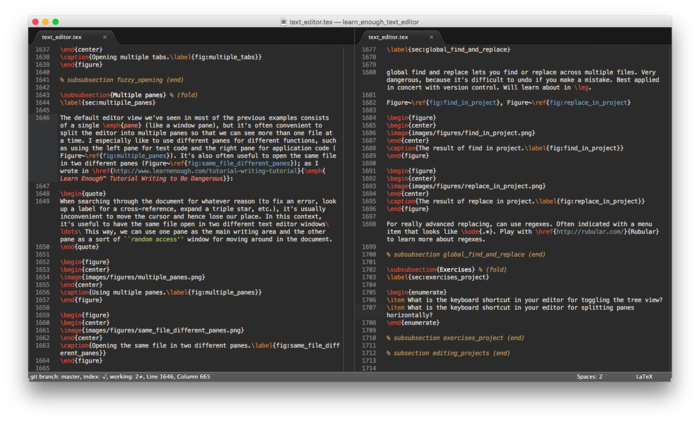 text_editor.tex — learn_enough_text_editor
text_editor.tex ×
1637 \end{center}
1638 \caption{Opening multiple tabs.\label{fig:multiple_tabs}}
1639 \end{figure}
1640
1641 % subsubsection fuzzy_opening (end)
1642
1643 \subsubsection{Multiple panes} % (fold)
1644 \label{sec:multipile_panes}
1645
1646 The default editor view we've seen in most of the previous examples consists
of a single \emph{pane} (like a window pane), but it's often convenient to
split the editor into multiple panes so that we can see more than one file at
a time. I especially like to use different panes for different functions, such
as using the left pane for test code and the right pane for application code (
Figure~\ref{fig:multiple_panes}). It's also often useful to open the same file
in two different panes (Figure~\ref{fig:same_file_different_panes}); as I
wrote in \href{http://www.learnenough.com/tutorial-writing-tutorial}{\emph{
Learn Enough™ Tutorial Writing to Be Dangerous}}:
1647
1648 \begin{quote}
1649 When searching through the document for whatever reason (to fix an error, look
up a label for a cross-reference, expand a triple star, etc.), it's usually
inconvenient to move the cursor and hence lose our place. In this context,
it's useful to have the same file open in two different text editor windows\
ldots\ This way, we can use one pane as the main writing area and the other
pane as a sort of ``random access'' window for moving around in the document.
1650 \end{quote}
1651
1652 \begin{figure}
1653 \begin{center}
1654 \image{images/figures/multiple_panes.png}
1655 \end{center}
1656 \caption{Using multiple panes.\label{fig:multiple_panes}}
1657 \end{figure}
1658
1659 \begin{figure}
1660 \begin{center}
1661 \image{images/figures/same_file_different_panes.png}
1662 \end{center}
1663 \caption{Opening the same file in two different panes.\label{fig:same_file_diff
erent_panes}}
1664 \end{figure}
1665
text_editor.tex ×
1677 \label{sec:global_find_and_replace}
1678
1679
1680 global find and replace lets you find or replace across multiple files. Very
dangerous, because it's difficult to undo if you make a mistake. Best applied
in concert with version control. Will learn about in \leg.
1681
1682 Figure~\ref{fig:find_in_project}, Figure~\ref{fig:replace_in_project}
1683
1684 \begin{figure}
1685 \begin{center}
1686 \image{images/figures/find_in_project.png}
1687 \end{center}
1688 \caption{The result of find in project.\label{fig:find_in_project}}
1689 \end{figure}
1690
1691 \begin{figure}
1692 \begin{center}
1693 \image{images/figures/replace_in_project.png}
1694 \end{center}
1695 \caption{The result of replace in project.\label{fig:replace_in_project}}
1696 \end{figure}
1697
1698 For really advanced replacing, can use regexes. Often indicated with a menu
item that looks like \kode{.*}. Play with \href{http://rubular.com/}{Rubular}
to learn more about regexes.
1699
1700 % subsubsection global_find_and_replace (end)
1701
1702 \subsubsection{Exercises} % (fold)
1703 \label{sec:exercises_project}
1704
1705 \begin{enumerate}
1706 \item What is the keyboard shortcut in your editor for toggling the tree view?
1707 \item What is the keyboard shortcut in your editor for splitting panes
horizontally?
1708 \end{enumerate}
1709
1710 % subsubsection exercises_project (end)
1711
1712 % subsection editing_projects (end)
1713
1714
git branch: master, index: √, working: 2≠, Line 1646, Column 665
Spaces: 2
LaTeX